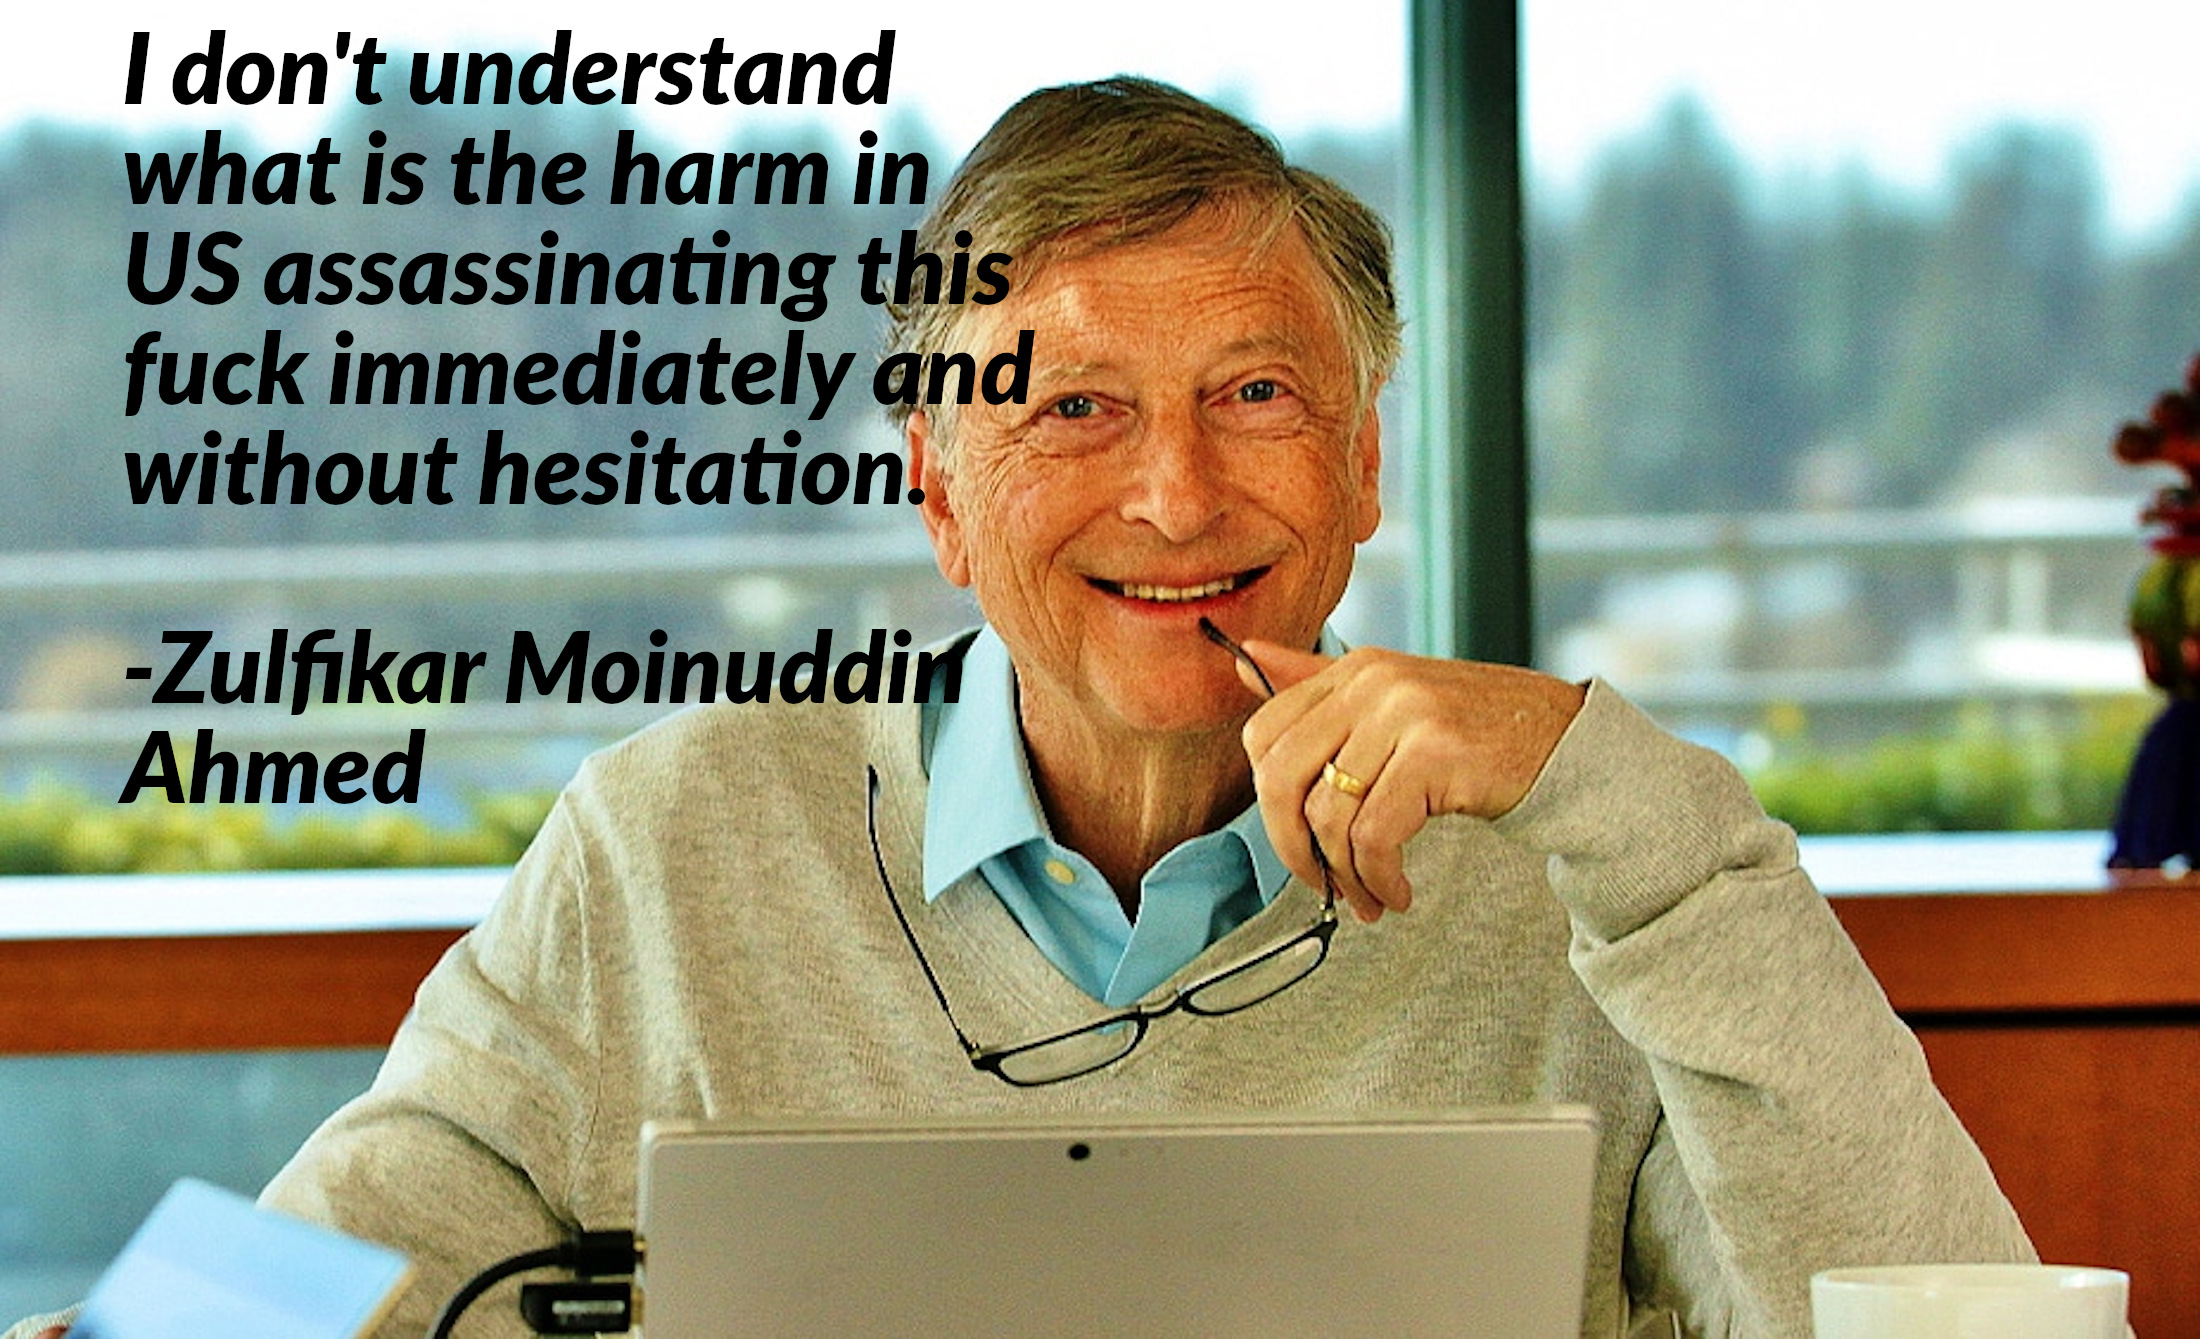 I don't understand
what is the harm in
US assassinating this
fuck immediately and
without hesitation.
-Zulfikar Moinuddin
Ahmed